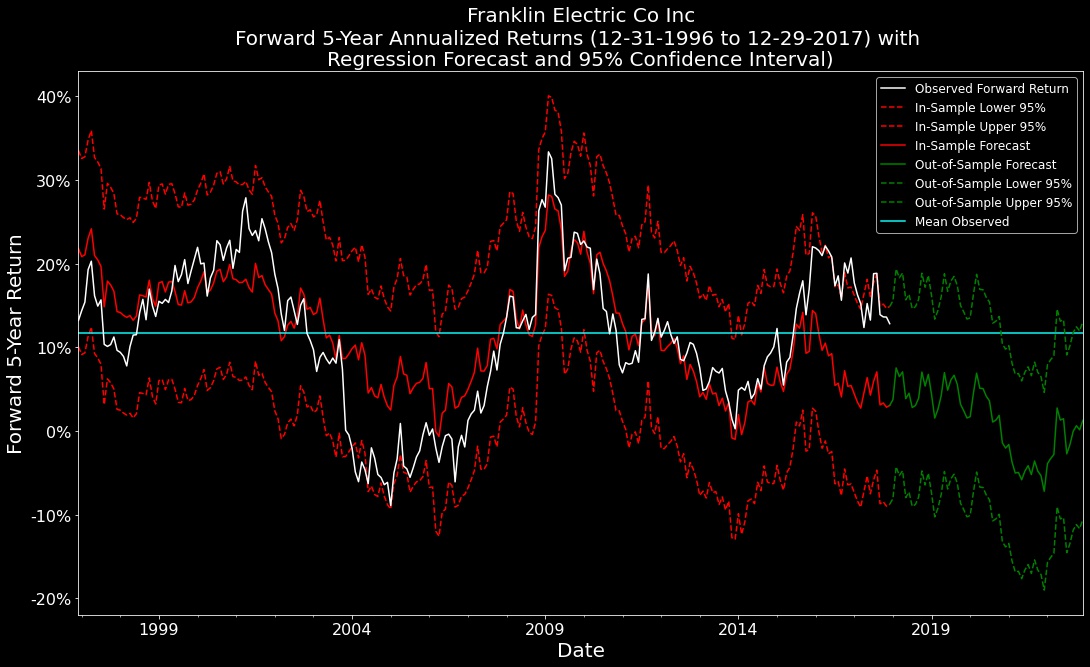 Franklin Electric Co Inc
Forward 5-Year Annualized Returns (12-31-1996 to 12-29-2017) with
Regression Forecast and 95% Confidence Interval)
Observed Forward Return
In-Sample Lower 95%
In-Sample Upper 95%
In-Sample Forecast
Out-of-Sample Forecast
Out-of-Sample Lower 95%
Out-of-Sample Upper 95%
Mean Observed
Forward 5-Year Return
40%
30%
20%
10%
0%
-10%
-20%
1999 2004 2009 2014 2019
Date